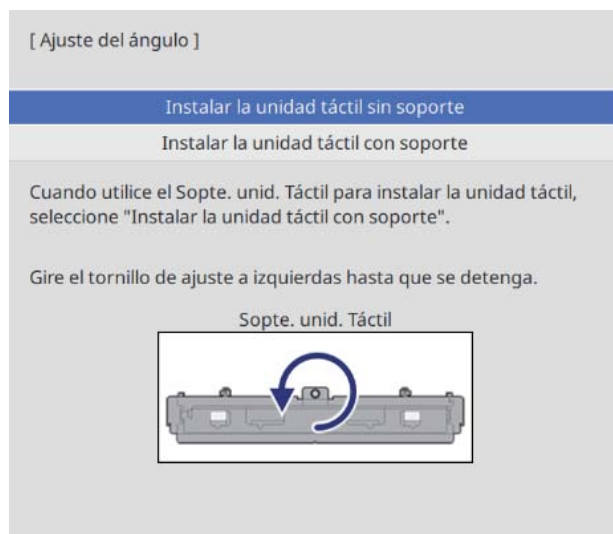 [ Ajuste del ángulo ]
Instalar la unidad táctil sin soporte
Instalar la unidad táctil con soporte
Cuando utilice el Sopte. unid. Táctil para instalar la unidad táctil,
seleccione "Instalar la unidad táctil con soporte".
Gire el tornillo de ajuste a izquierdas hasta que se detenga.
Sopte. unid. Táctil